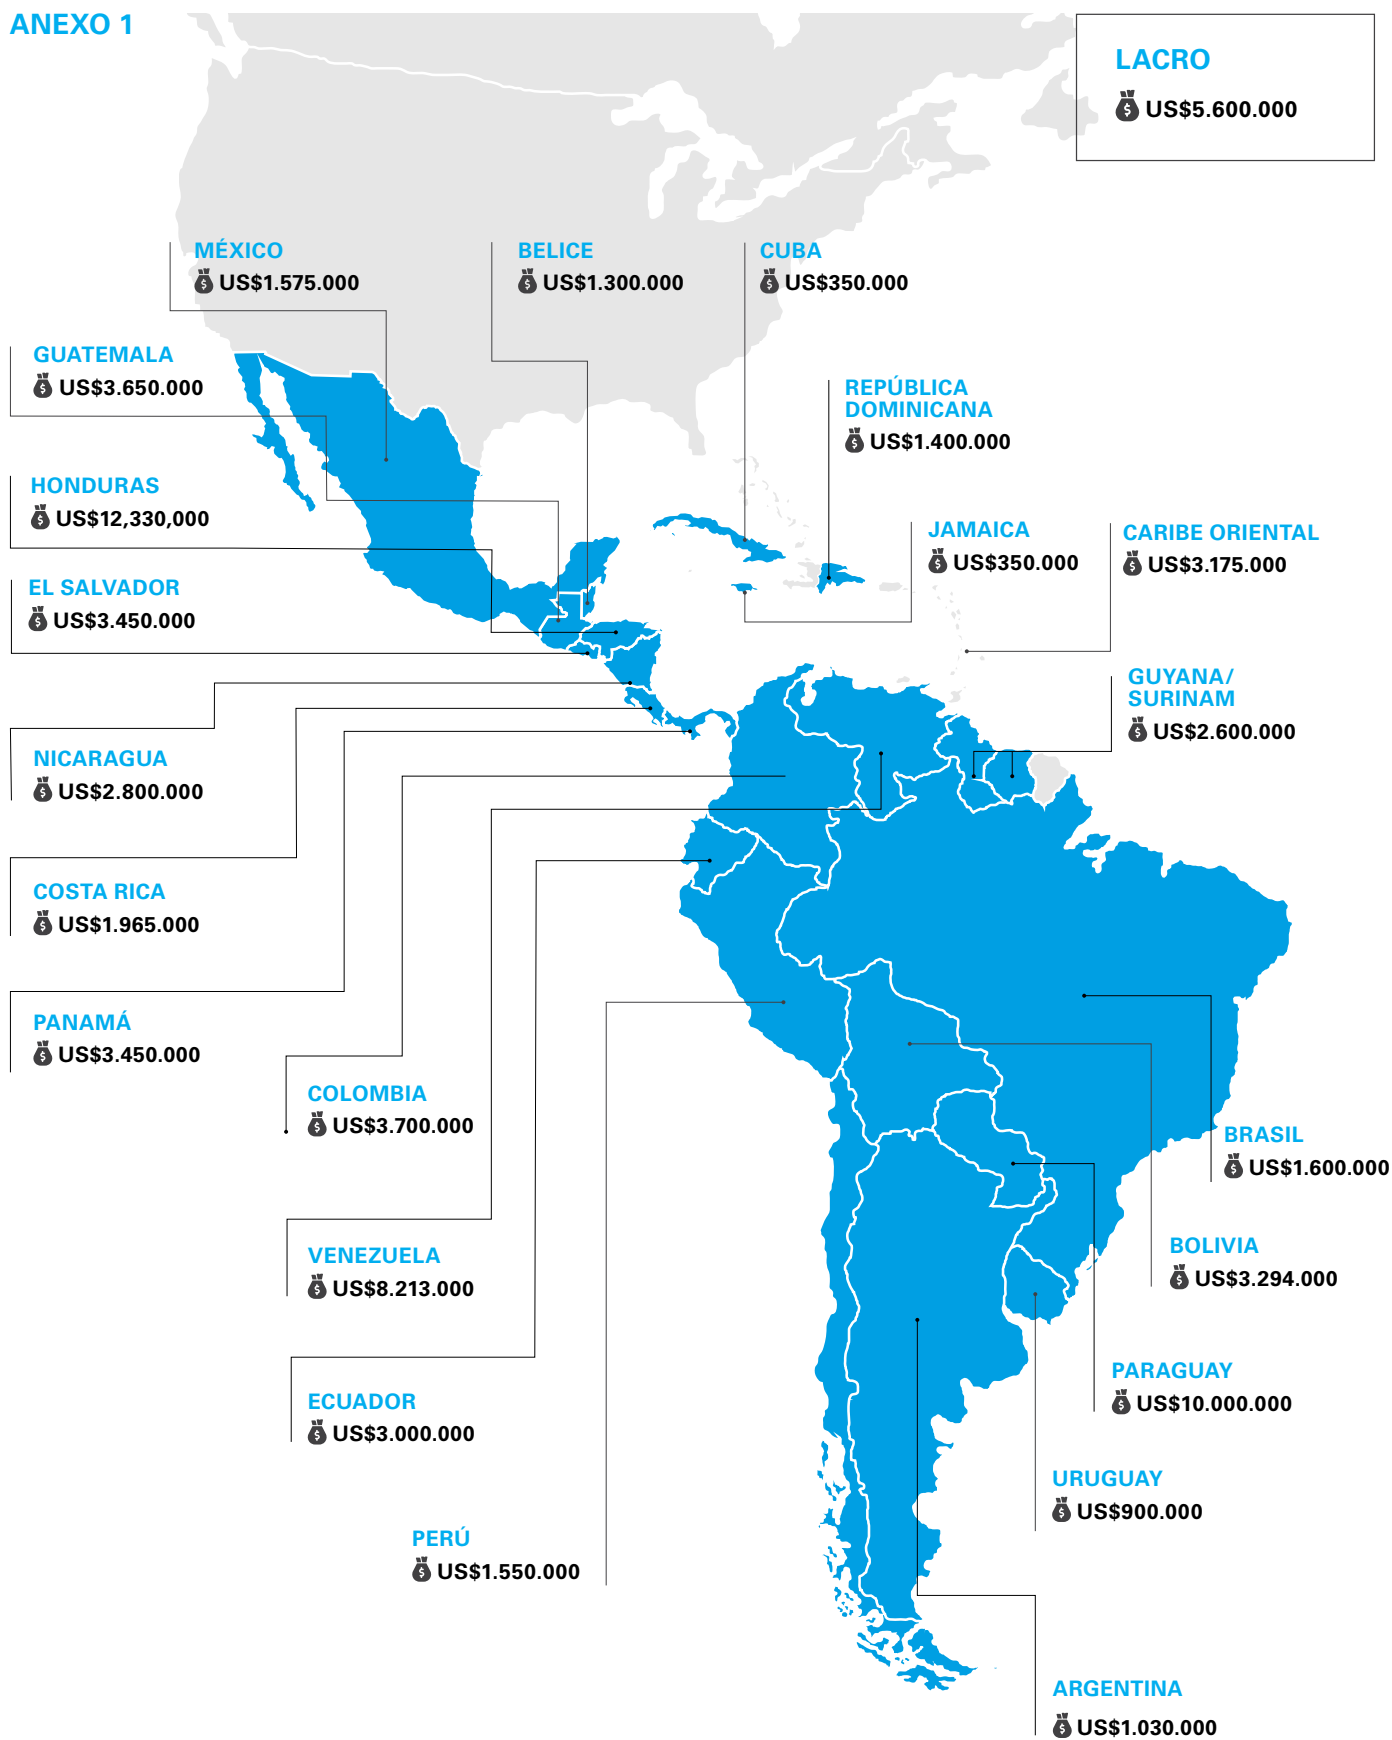 ANEXO 1
LACRO
US$5.600.000
MÉXICO
US$1.575.000
BELICE
US$1.300.000
CUBA
US$350.000
GUATEMALA
US$3.650.000
REPÚBLICA
DOMINICANA
US$1.400.000
HONDURAS
US$12,330,000
JAMAICA
US$350.000
CARIBE ORIENTAL
US$3.175.000
EL SALVADOR
US$3.450.000
GUYANA/
SURINAM
US$2.600.000
NICARAGUA
US$2.800.000
COSTA RICA
US$1.965.000
PANAMÁ
US$3.450.000
COLOMBIA
US$3.700.000
BRASIL
US$1.600.000
VENEZUELA
US$8.213.000
BOLIVIA
US$3.294.000
ECUADOR
US$3.000.000
PARAGUAY
US$10.000.000
URUGUAY
US$900.000
PERÚ
US$1.550.000
ARGENTINA
US$1.030.000